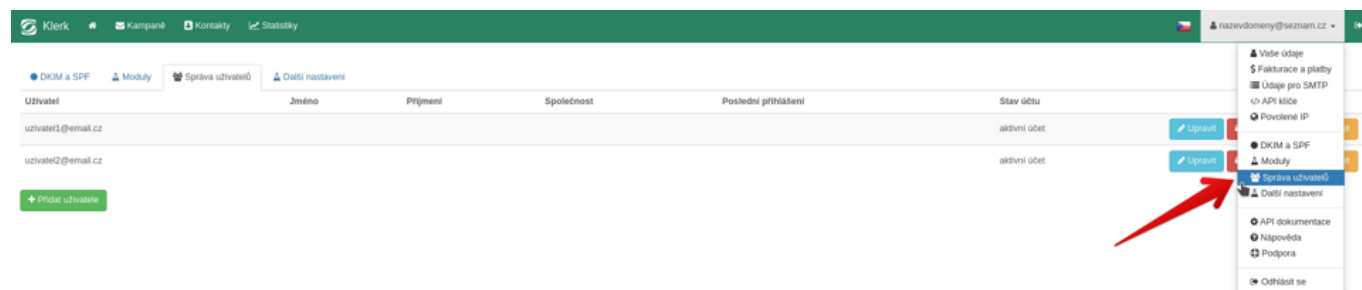 Klerk Kampaně Kontakty Statistiky nazevdomeny@seznam.cz
DKIM a SPF Moduly Správa uživatelů Další nastavení
Uživatel Jméno Příjmení Společnost Poslední přihlášení Stav účtu
uzivatel1@email.cz aktivní účet Upravit
uzivatel2@email.cz aktivní účet Upravit
Přidat uživatele
Vaše údaje
Fakturace a platby
Údaje pro SMTP
API klíče
Povolené IP
DKIM a SPF
Moduly
Správa uživatelů
Další nastavení
API dokumentace
Nápověda
Podpora
Odhlásit se